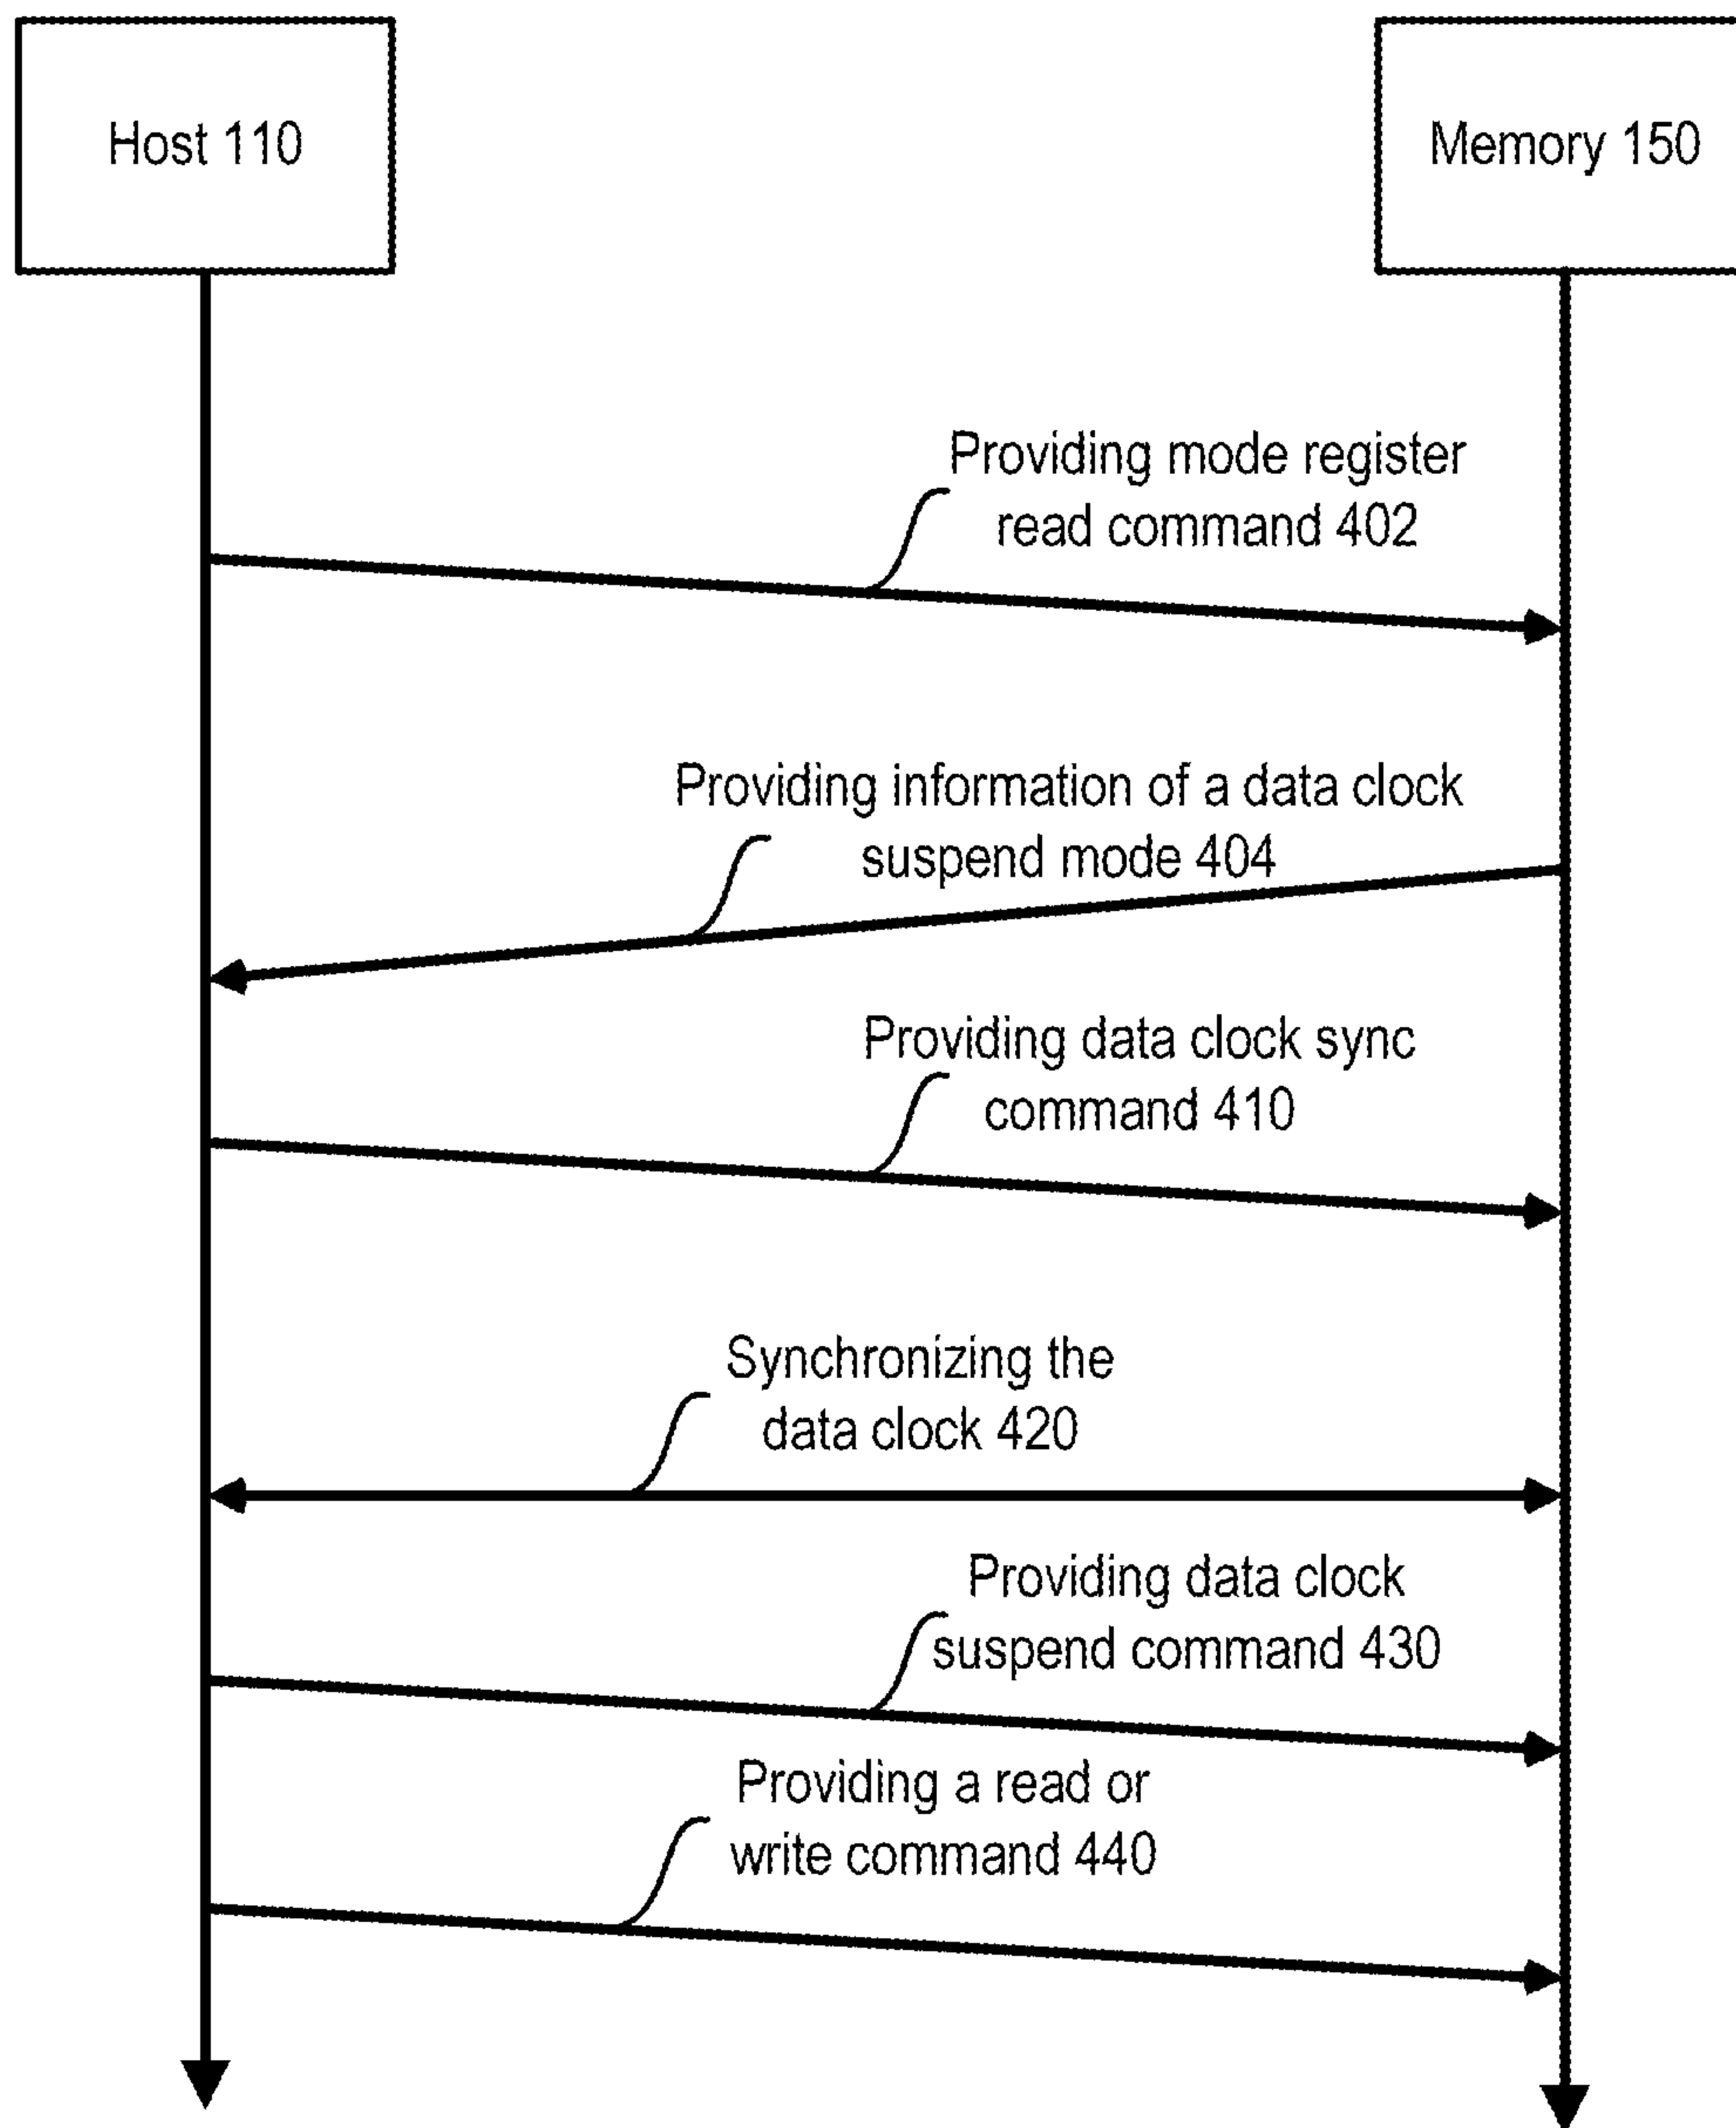 Host 110
Memory 150
Providing mode register
read command 402
Providing information of a data clock
suspend mode 404
Providing data clock sync
command 410
Synchronizing the
data clock 420
Providing data clock
suspend command 430
Providing a read or
write command 440